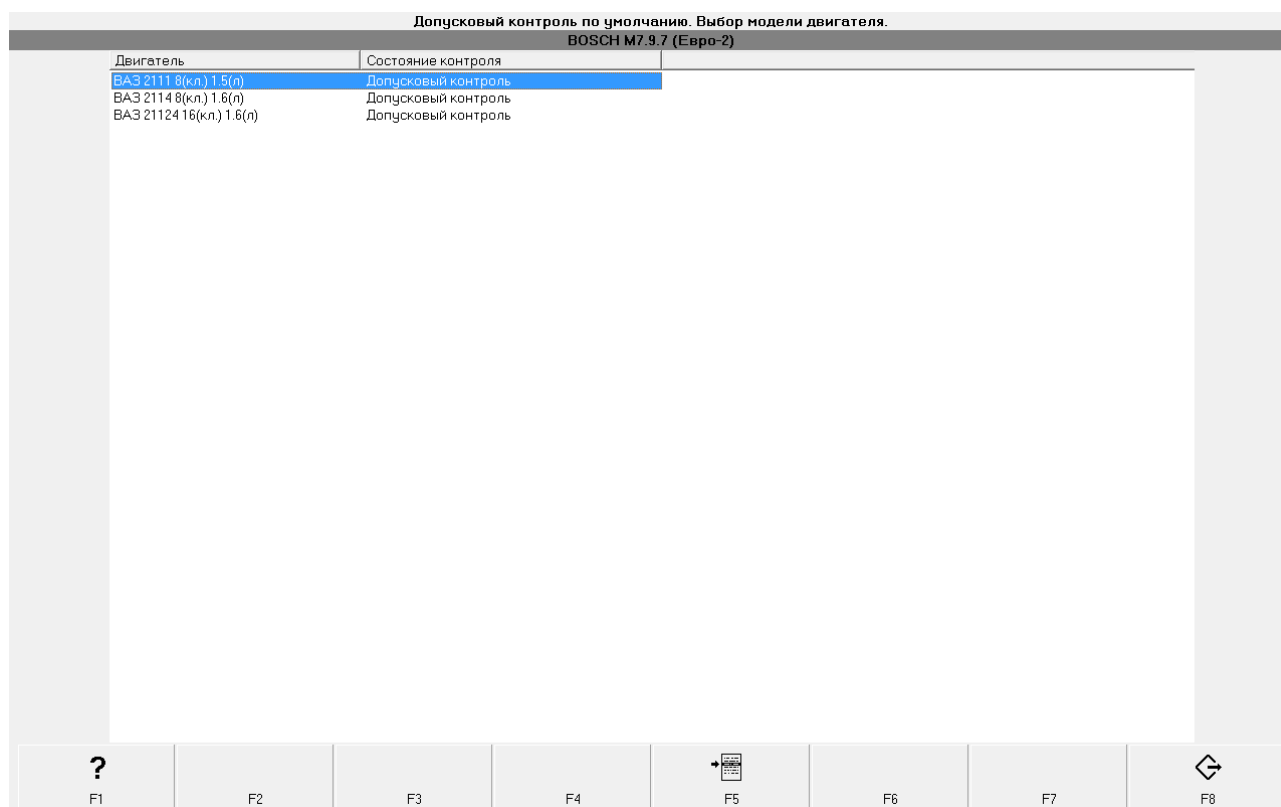 Допусковый контроль по умолчанию. Выбор модели двигателя.
BOSCH M7.9.7 (Евро-2)
Двигатель Состояние контроля
ВАЗ 2111 8(кл.) 1.5(л) Допусковый контроль
ВАЗ 2114 8(кл.) 1.6(л) Допусковый контроль
ВАЗ 21124 16(кл.) 1.6(л) Допусковый контроль
?
F1 F2 F3 F4 F5 F6 F7 F8